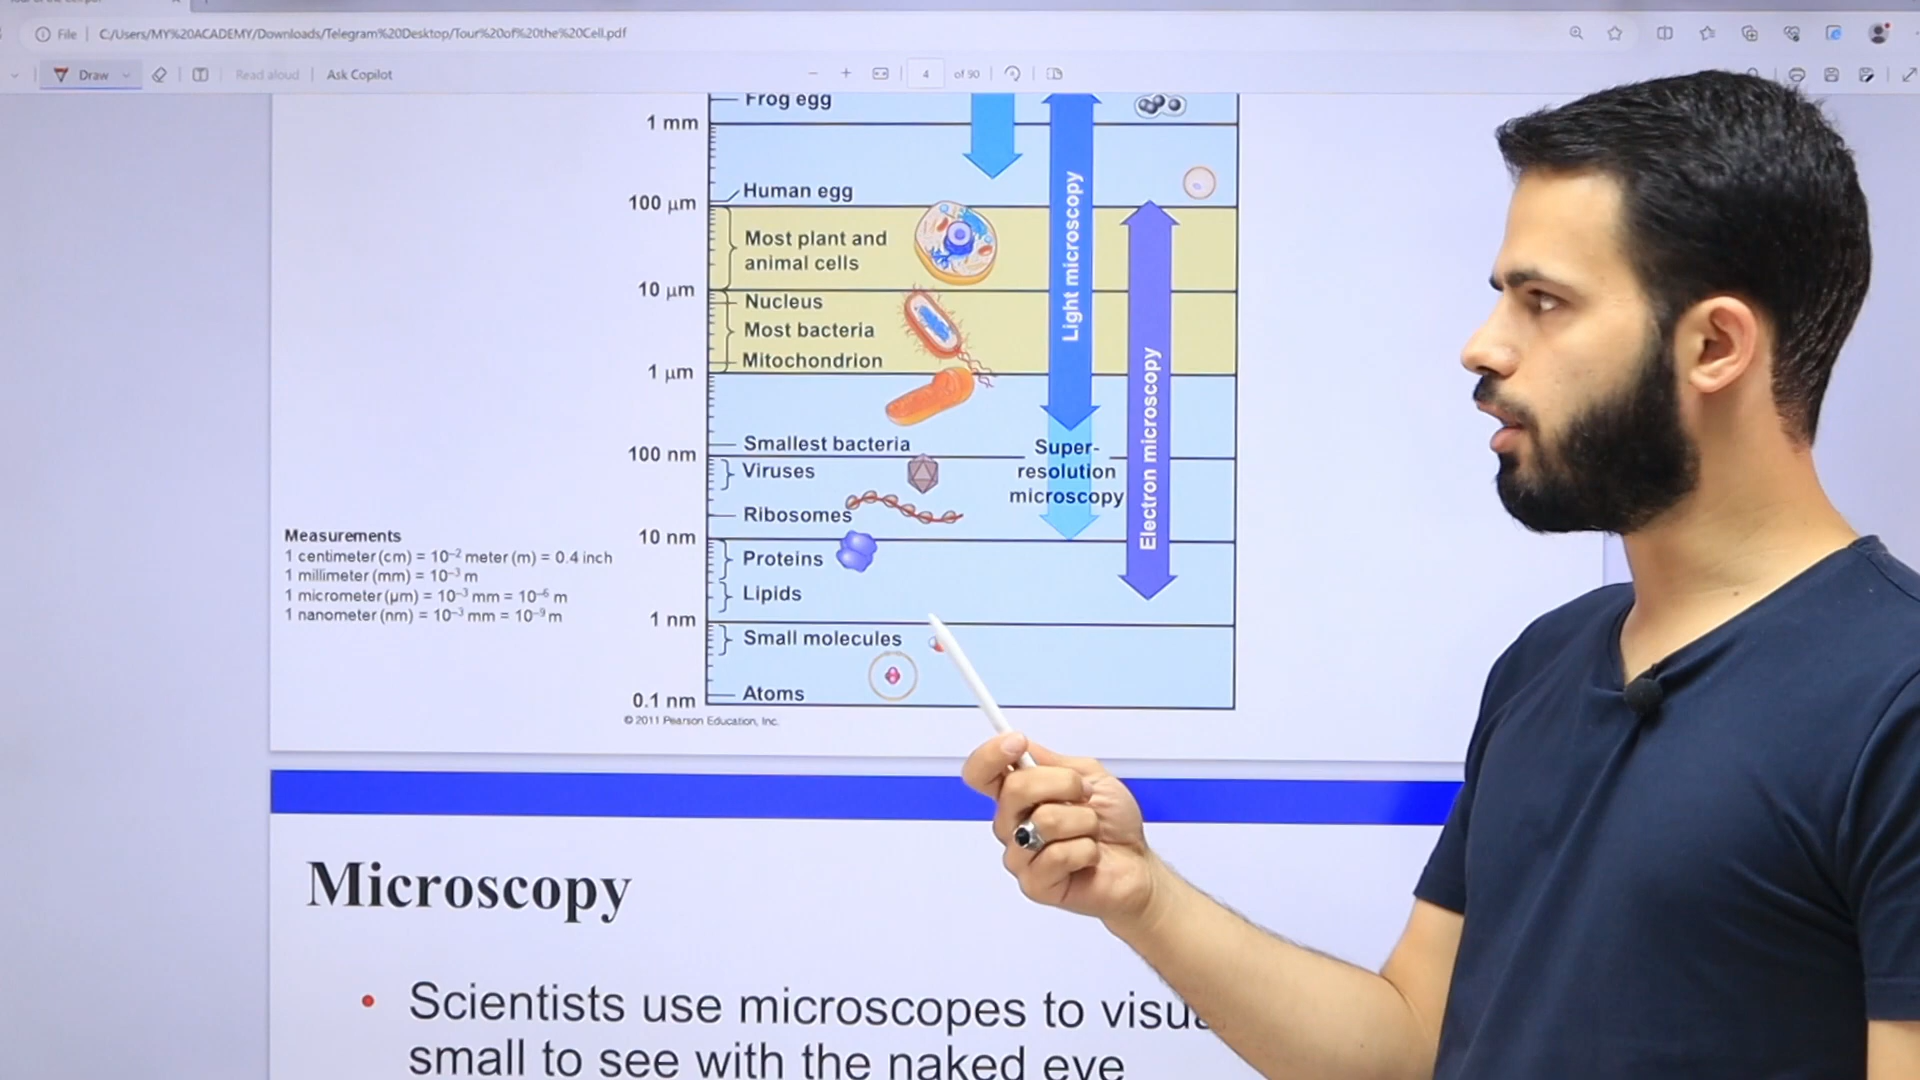 File C:/Users/MY%20ACADEMY/Downloads/Telegram%20Desktop/Tour%20of%20the%20Cell.pdf
Draw Read aloud Ask Copilot 4 of 90
Frog egg
1 mm
Human egg
100 µm
Most plant and
animal cells
10 µm
Nucleus
Most bacteria
Mitochondrion
1 µm
Smallest bacteria
100 nm
Viruses
Ribosomes
10 nm
Proteins
Lipids
1 nm
Small molecules
Atoms
0.1 nm
Light microscopy
Super-
resolution
microscopy
Electron microscopy
Measurements
1 centimeter (cm) = 10⁻² meter (m) = 0.4 inch
1 millimeter (mm) = 10⁻³ m
1 micrometer (µm) = 10⁻³ mm = 10⁻⁶ m
1 nanometer (nm) = 10⁻³ mm = 10⁻⁹ m
© 2011 Pearson Education, Inc.
Microscopy
• Scientists use microscopes to
small to see with the naked eye